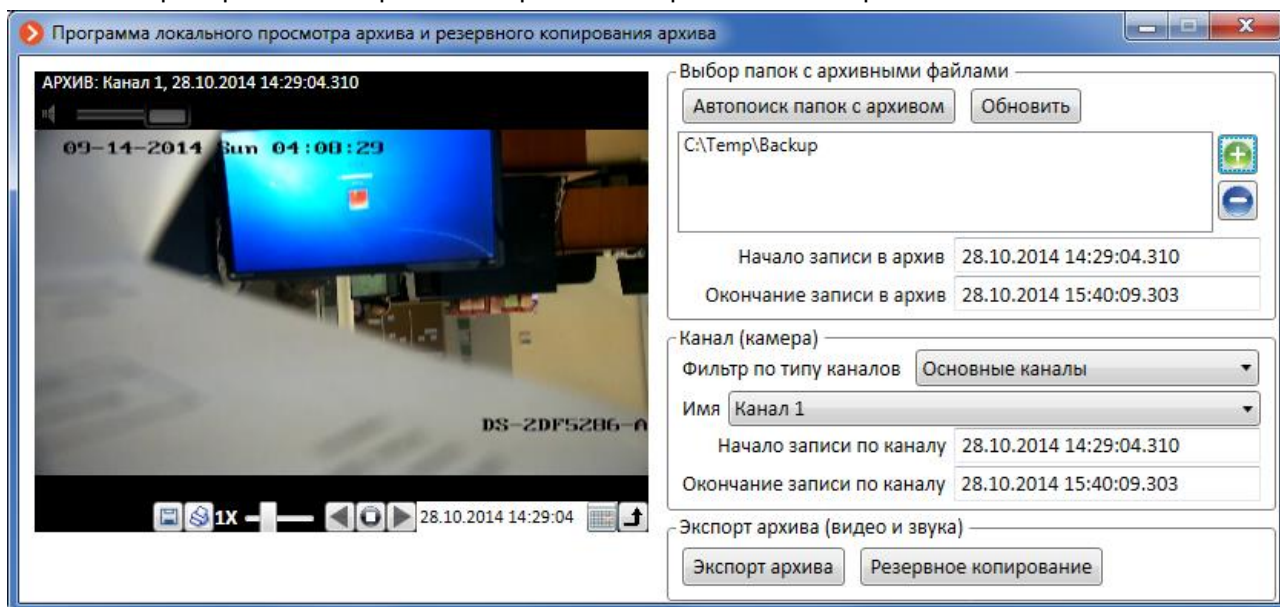 Программа локального просмотра архива и резервного копирования архива
АРХИВ: Канал 1, 28.10.2014 14:29:04.310
09-14-2014 Sun 04:08:29
DS-2DF5286-A
1X
28.10.2014 14:29:04
Выбор папок с архивными файлами
Автопоиск папок с архивом
Обновить
C:\Temp\Backup
Начало записи в архив 28.10.2014 14:29:04.310
Окончание записи в архив 28.10.2014 15:40:09.303
Канал (камера)
Фильтр по типу каналов Основные каналы
Имя Канал 1
Начало записи по каналу 28.10.2014 14:29:04.310
Окончание записи по каналу 28.10.2014 15:40:09.303
Экспорт архива (видео и звука)
Экспорт архива
Резервное копирование